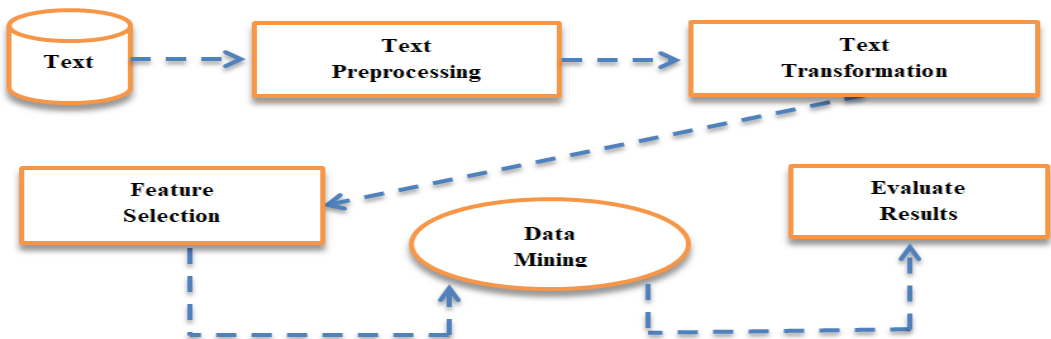 Text
Text
Preprocessing
Text
Transformation
Feature
Selection
Data
Mining
Evaluate
Results